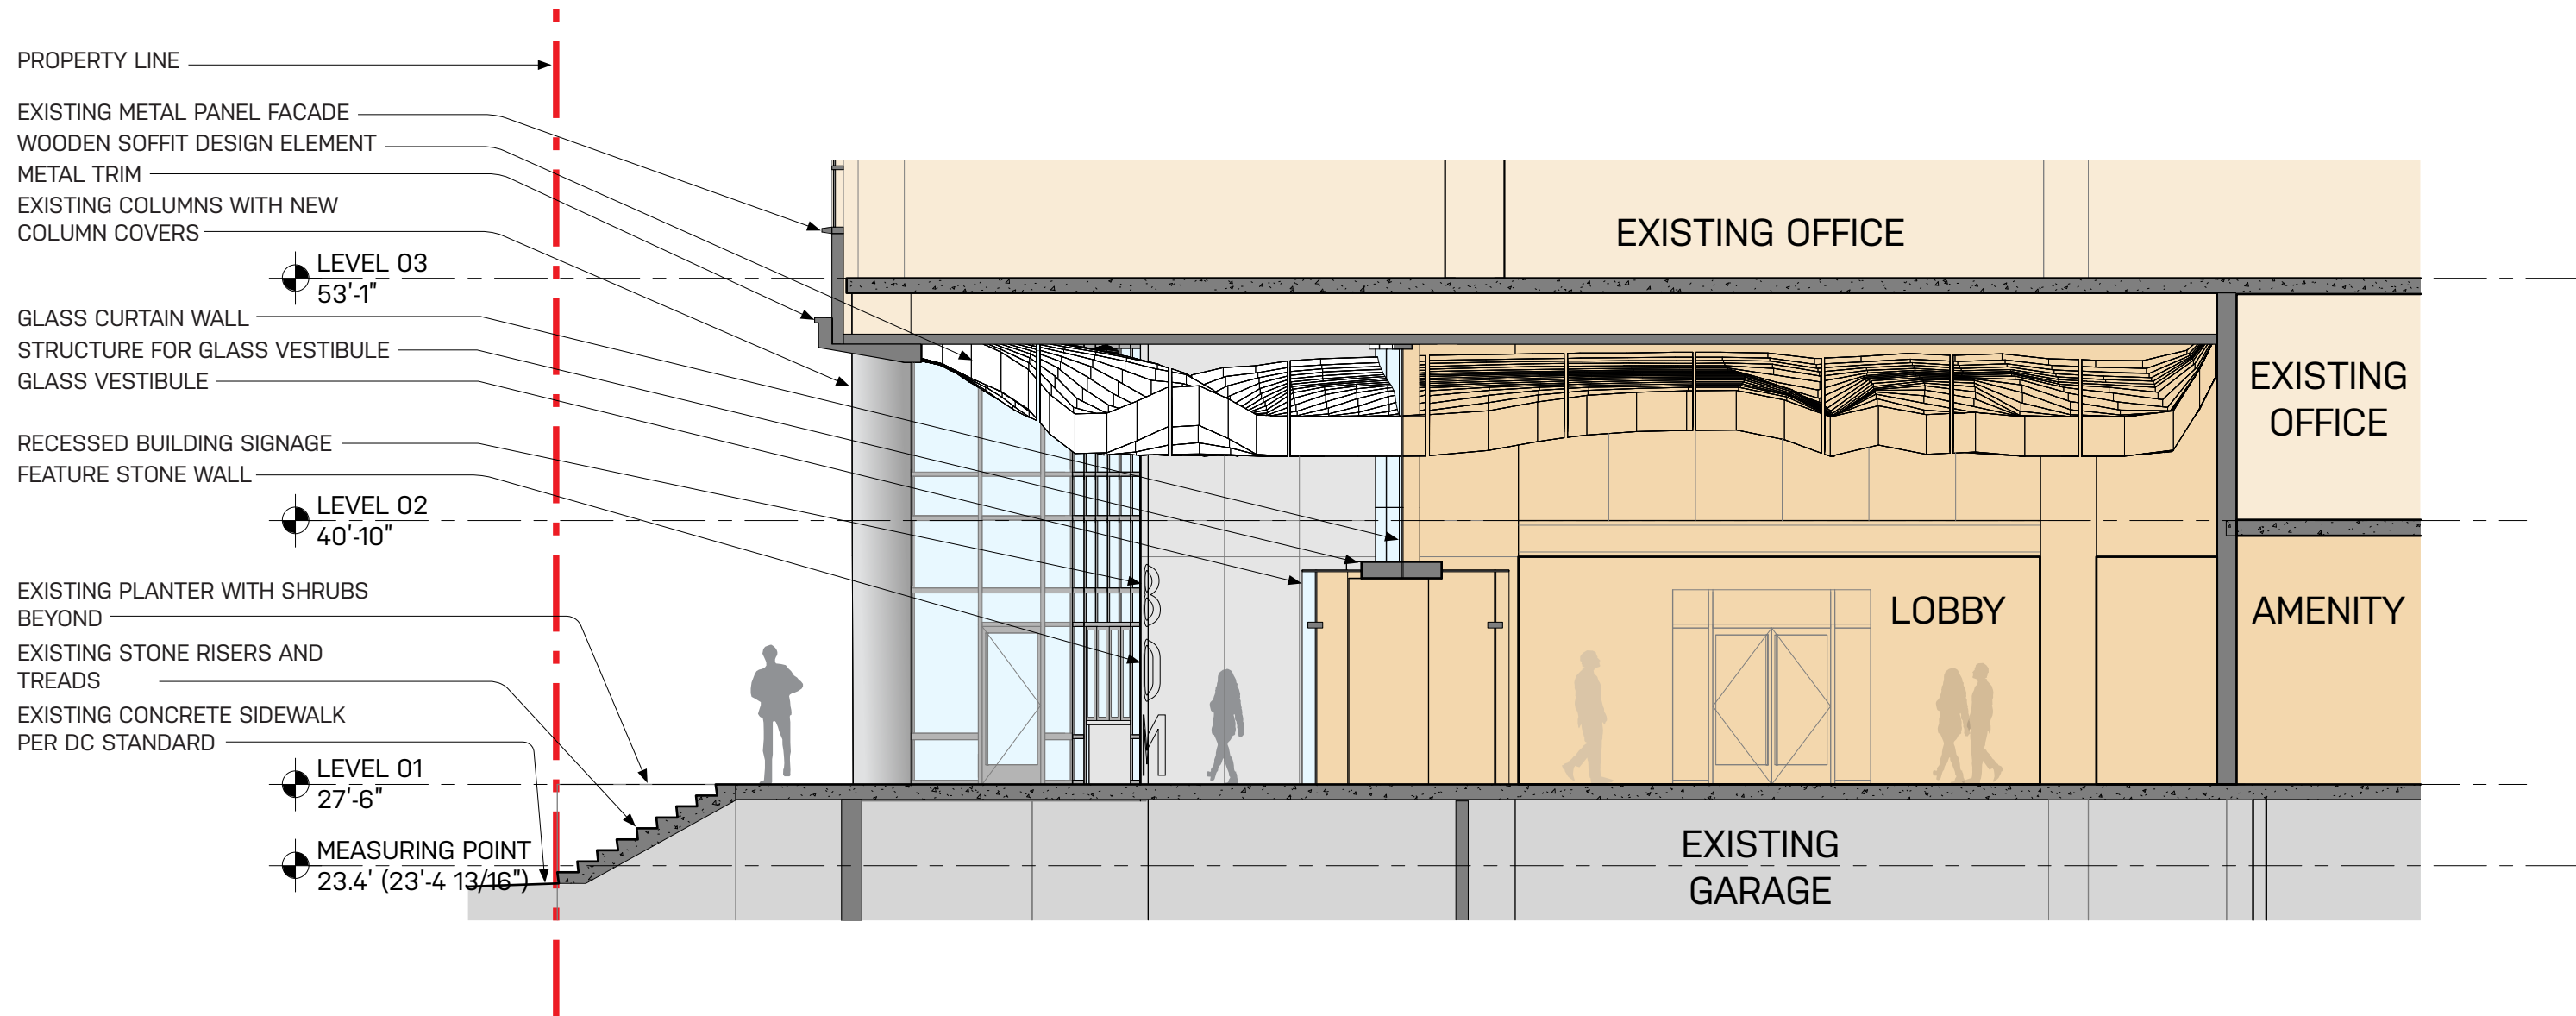 PROPERTY LINE
EXISTING METAL PANEL FACADE
WOODEN SOFFIT DESIGN ELEMENT
METAL TRIM
EXISTING COLUMNS WITH NEW
COLUMN COVERS
LEVEL 03
53'-1"
GLASS CURTAIN WALL
STRUCTURE FOR GLASS VESTIBULE
GLASS VESTIBULE
RECESSED BUILDING SIGNAGE
FEATURE STONE WALL
LEVEL 02
40'-10"
EXISTING PLANTER WITH SHRUBS
BEYOND
EXISTING STONE RISERS AND
TREADS
EXISTING CONCRETE SIDEWALK
PER DC STANDARD
LEVEL 01
27'-6"
MEASURING POINT
23.4' (23'-4 13/16")
EXISTING OFFICE
EXISTING
OFFICE
LOBBY
AMENITY
EXISTING
GARAGE